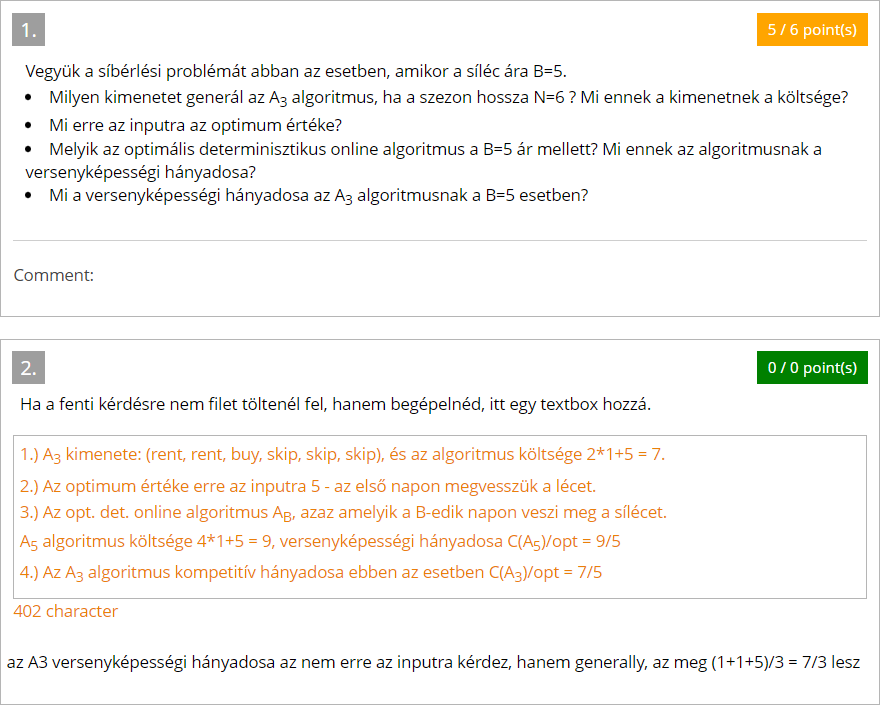 1.
5 / 6 point(s)
Vegyük a síbérlési problémát abban az esetben, amikor a síléc ára B=5.
• Milyen kimenetet generál az A3 algoritmus, ha a szezon hossza N=6 ? Mi ennek a kimenetnek a költsége?
• Mi erre az inputra az optimum értéke?
• Melyik az optimális determinisztikus online algoritmus a B=5 ár mellett? Mi ennek az algoritmusnak a
versenyképességi hányadosa?
• Mi a versenyképességi hányadosa az A3 algoritmusnak a B=5 esetben?
Comment:
2.
0 / 0 point(s)
Ha a fenti kérdésre nem filet töltenél fel, hanem begépelnéd, itt egy textbox hozzá.
1.) A3 kimenete: (rent, rent, buy, skip, skip, skip), és az algoritmus költsége 2*1+5 = 7.
2.) Az optimum értéke erre az inputra 5 - az első napon megvesszük a lécet.
3.) Az opt. det. online algoritmus AB, azaz amelyik a B-edik napon veszi meg a sílécet.
A5 algoritmus költsége 4*1+5 = 9, versenyképességi hányadosa C(A5)/opt = 9/5
4.) Az A3 algoritmus kompetitív hányadosa ebben az esetben C(A3)/opt = 7/5
402 character
az A3 versenyképességi hányadosa az nem erre az inputra kérdez, hanem generally, az meg (1+1+5)/3 = 7/3 lesz